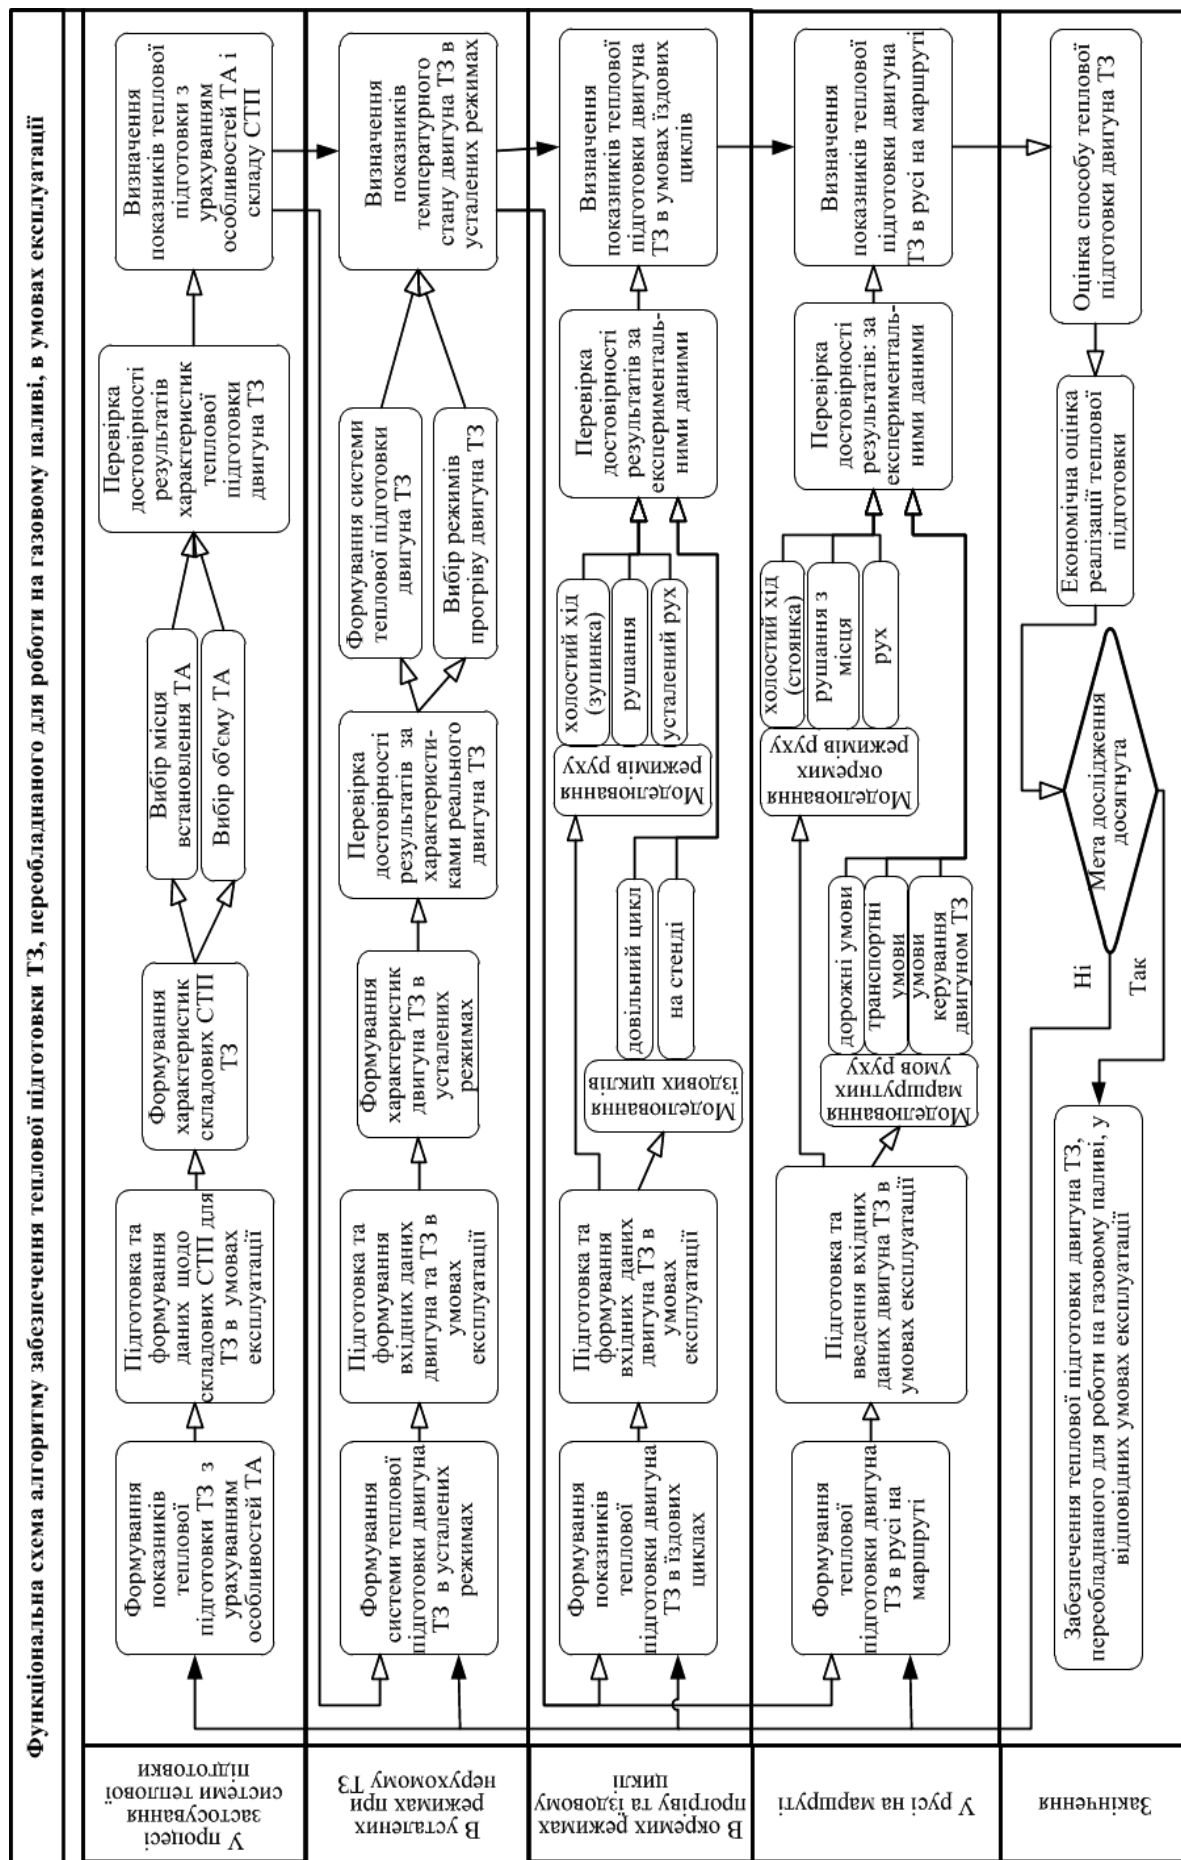 Функціональна схема алгоритму забезпечення теплової підготовки ТЗ, переобладнаного для роботи на газовому паливі, в умовах експлуатації
У процесі
застосування
системи теплової
підготовки
Формування
показників
теплової
підготовки ТЗ з
урахуванням
особливостей ТА
Підготовка та
формування
даних щодо
складових СТП для
ТЗ в умовах
експлуатації
Формування
характеристик
складових СТП
ТЗ
Вибір місця
встановлення ТА
Вибір об'єму ТА
Перевірка
достовірності
результатів
характеристик
теплової
підготовки
двигуна ТЗ
Визначення
показників теплової
підготовки з
урахуванням
особливостей ТА і
складу СТП
В усталених
режимах при
нерухомому ТЗ
Формування
системи теплової
підготовки двигуна
ТЗ в усталених
режимах
Підготовка та
формування
вхідних даних
двигуна та ТЗ в
умовах
експлуатації
Формування
характеристик
двигуна ТЗ в
усталених
режимах
Перевірка
достовірності
результатів за
характеристи-
ками реального
двигуна ТЗ
Формування системи
теплової підготовки
двигуна ТЗ
Вибір режимів
прогріву двигуна ТЗ
Визначення
показників
температурного
стану двигуна ТЗ в
усталених режимах
В окремих режимах
прогріву та їздовому
циклі
Формування
показників
теплової
підготовки двигуна
ТЗ в їздових
циклах
Підготовка та
формування
вхідних даних
двигуна ТЗ в
умовах
експлуатації
Моделювання
їздових циклів
довільний цикл
на стенді
Моделювання
режимів руху
холостий хід
(зупинка)
рушання
усталений рух
Перевірка
достовірності
результатів за
експерименталь-
ними даними
Визначення
показників теплової
підготовки двигуна
ТЗ в умовах їздових
циклів
У русі на маршруті
Формування
теплової
підготовки двигуна
ТЗ в русі на
маршруті
Підготовка та
введення вхідних
даних двигуна ТЗ в
умовах експлуатації
Моделювання
маршрутних
умов руху
дорожні умови
транспортні
умови
умови
керування
двигуном ТЗ
Моделювання
окремих
режимів руху
холостий хід
(стоянка)
рушання з
місця
рух
Перевірка
достовірності
результатів: за
експерименталь-
ними даними
Визначення
показників теплової
підготовки двигуна
ТЗ в русі на маршруті
Закінчення
Забезпечення теплової підготовки двигуна ТЗ,
переобладнаного для роботи на газовому паливі, у
відповідних умовах експлуатації
Ні
Так
Мета дослідження
досягнута
Економічна оцінка
реалізації теплової
підготовки
Оцінка способу теплової
підготовки двигуна ТЗ